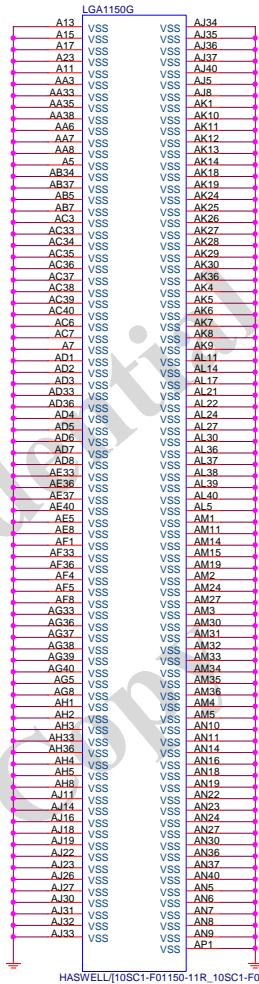 LGA1150G
A13 VSS VSS AJ34
A15 VSS VSS AJ35
A17 VSS VSS AJ36
A23 VSS VSS AJ37
A11 VSS VSS AJ40
AA3 VSS VSS AJ5
AA33 VSS VSS AJ8
AA35 VSS VSS AK1
AA38 VSS VSS AK10
AA6 VSS VSS AK11
AA7 VSS VSS AK12
AA8 VSS VSS AK13
A5 VSS VSS AK14
AB34 VSS VSS AK18
AB37 VSS VSS AK19
AB5 VSS VSS AK24
AB7 VSS VSS AK25
AC3 VSS VSS AK26
AC33 VSS VSS AK27
AC34 VSS VSS AK28
AC35 VSS VSS AK29
AC36 VSS VSS AK30
AC37 VSS VSS AK36
AC38 VSS VSS AK4
AC39 VSS VSS AK5
AC40 VSS VSS AK6
AC6 VSS VSS AK7
AC7 VSS VSS AK8
A7 VSS VSS AK9
AD1 VSS VSS AL11
AD2 VSS VSS AL14
AD3 VSS VSS AL17
AD33 VSS VSS AL21
AD36 VSS VSS AL22
AD4 VSS VSS AL24
AD5 VSS VSS AL27
AD6 VSS VSS AL30
AD7 VSS VSS AL36
AD8 VSS VSS AL37
AE33 VSS VSS AL38
AE36 VSS VSS AL39
AE37 VSS VSS AL40
AE40 VSS VSS AL5
AE5 VSS VSS AM1
AE8 VSS VSS AM11
AF1 VSS VSS AM14
AF33 VSS VSS AM15
AF36 VSS VSS AM19
AF4 VSS VSS AM2
AF5 VSS VSS AM24
AF8 VSS VSS AM27
AG33 VSS VSS AM3
AG36 VSS VSS AM30
AG37 VSS VSS AM31
AG38 VSS VSS AM32
AG39 VSS VSS AM33
AG40 VSS VSS AM34
AG5 VSS VSS AM35
AG8 VSS VSS AM36
AH1 VSS VSS AM4
AH2 VSS VSS AM5
AH3 VSS VSS AN10
AH33 VSS VSS AN11
AH36 VSS VSS AN14
AH4 VSS VSS AN16
AH5 VSS VSS AN18
AH8 VSS VSS AN19
AJ11 VSS VSS AN22
AJ14 VSS VSS AN23
AJ16 VSS VSS AN24
AJ18 VSS VSS AN27
AJ19 VSS VSS AN30
AJ22 VSS VSS AN36
AJ23 VSS VSS AN37
AJ26 VSS VSS AN40
AJ27 VSS VSS AN5
AJ30 VSS VSS AN6
AJ31 VSS VSS AN7
AJ32 VSS VSS AN8
AJ33 VSS VSS AN9
VSS AP1
HASWELL/[10SC1-F01150-11R_10SC1-F0
dential
Copy